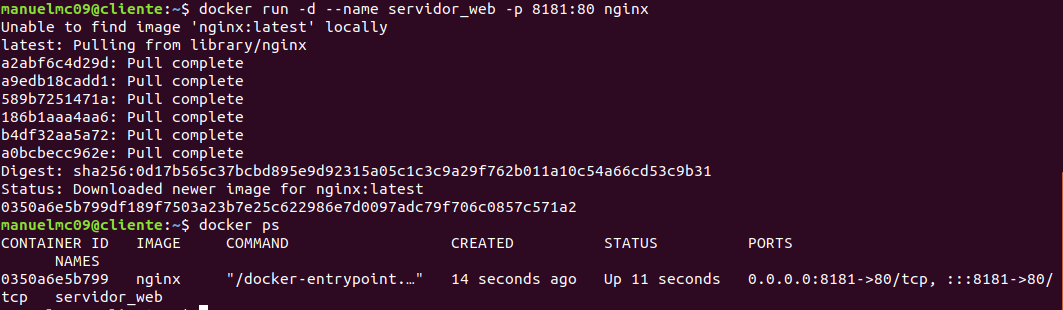 manuelmc09@cliente:~$ docker run -d --name servidor_web -p 8181:80 nginx
Unable to find image 'nginx:latest' locally
latest: Pulling from library/nginx
a2abf6c4d29d: Pull complete
a9edb18cadd1: Pull complete
589b7251471a: Pull complete
186b1aaa4aa6: Pull complete
b4df32aa5a72: Pull complete
a0bcbecc962e: Pull complete
Digest: sha256:0d17b565c37bcbd895e9d92315a05c1c3c9a29f762b011a10c54a66cd53c9b31
Status: Downloaded newer image for nginx:latest
0350a6e5b799df189f7503a23b7e25c622986e7d0097adc79f706c0857c571a2
manuelmc09@cliente:~$ docker ps
CONTAINER ID   IMAGE     COMMAND                  CREATED          STATUS          PORTS
       NAMES
0350a6e5b799   nginx     "/docker-entrypoint.…"   14 seconds ago   Up 11 seconds   0.0.0.0:8181->80/tcp, :::8181->80/
tcp   servidor_web